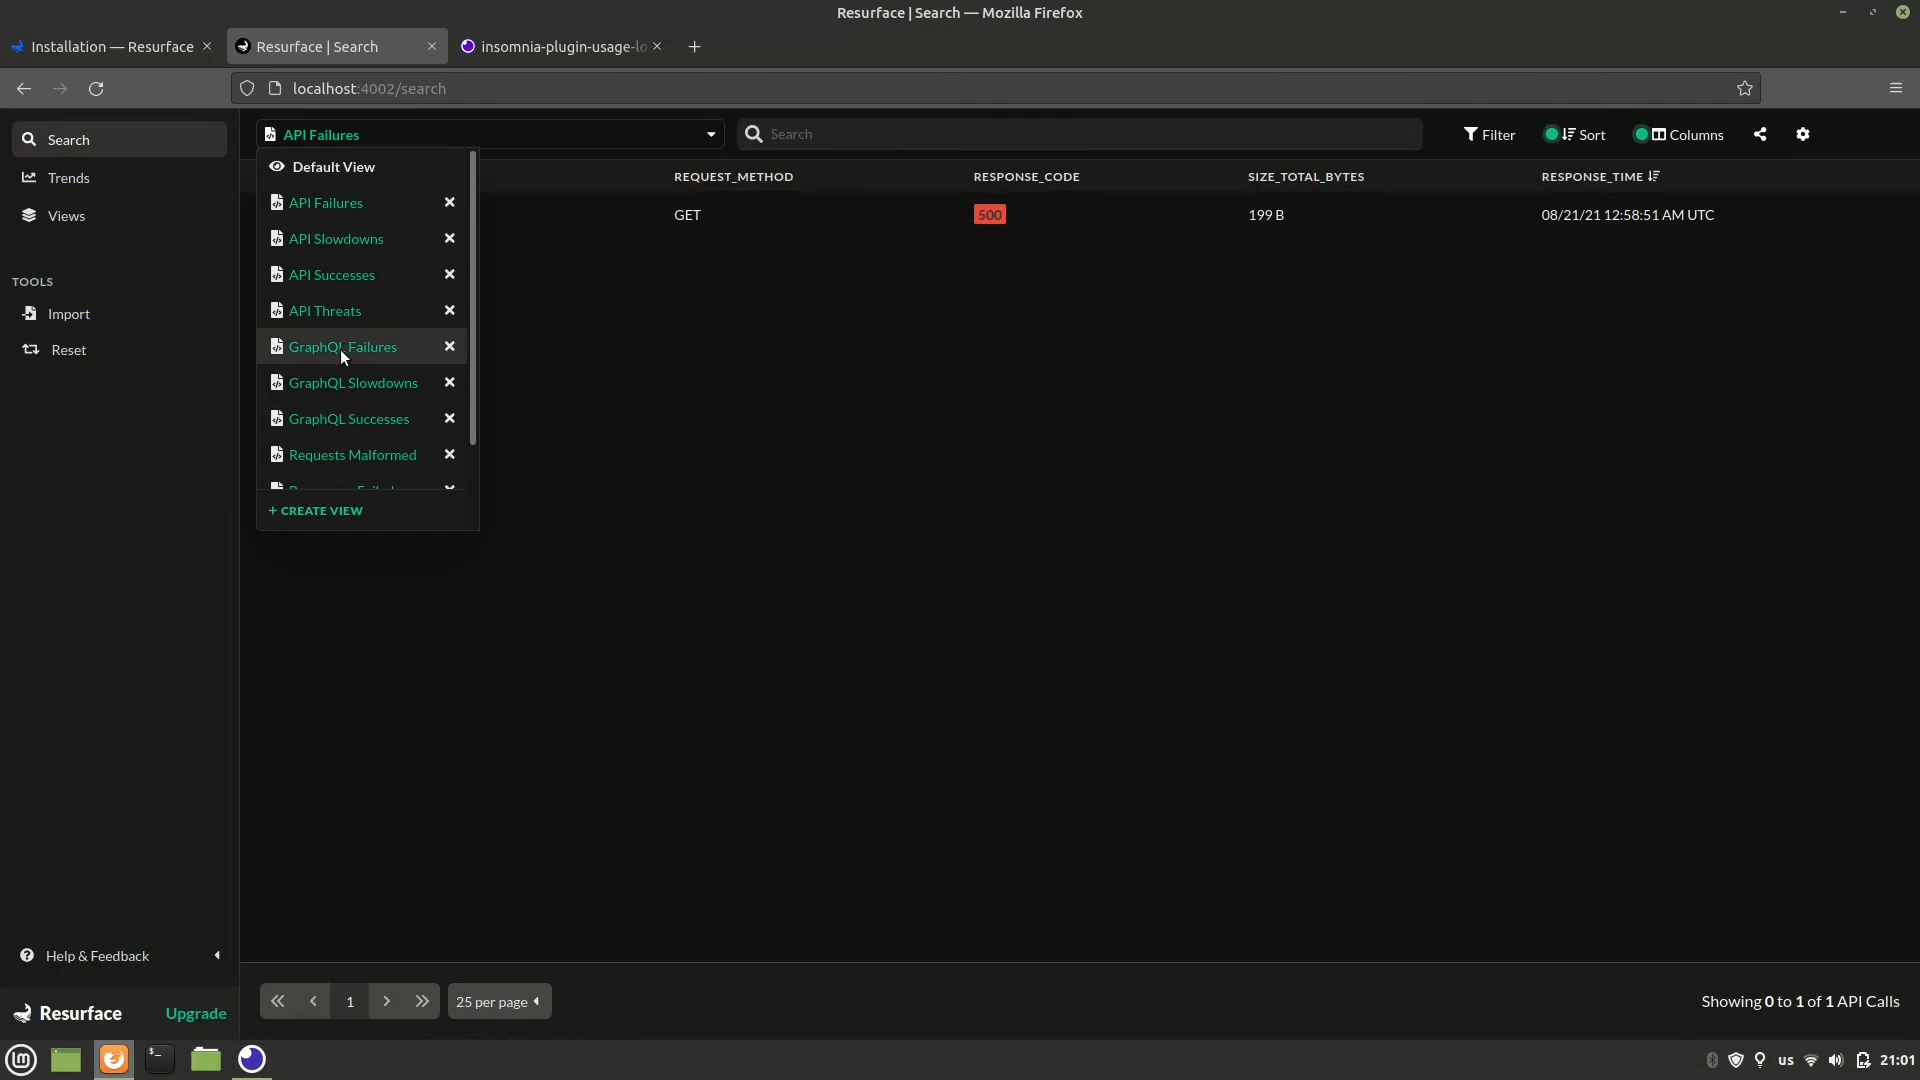 Resurface | Search — Mozilla Firefox
Installation — Resurface
Resurface | Search
insomnia-plugin-usage-lo
localhost:4002/search
Search
Trends
Views
TOOLS
Import
Reset
API Failures
Search
Filter
Sort
Columns
Default View
API Failures
API Slowdowns
API Successes
API Threats
GraphQL Failures
GraphQL Slowdowns
GraphQL Successes
Requests Malformed
+ CREATE VIEW
REQUEST_METHOD RESPONSE_CODE SIZE_TOTAL_BYTES RESPONSE_TIME
GET 500 199 B 08/21/21 12:58:51 AM UTC
Help & Feedback
Resurface Upgrade
1
25 per page
Showing 0 to 1 of 1 API Calls
us
21:01